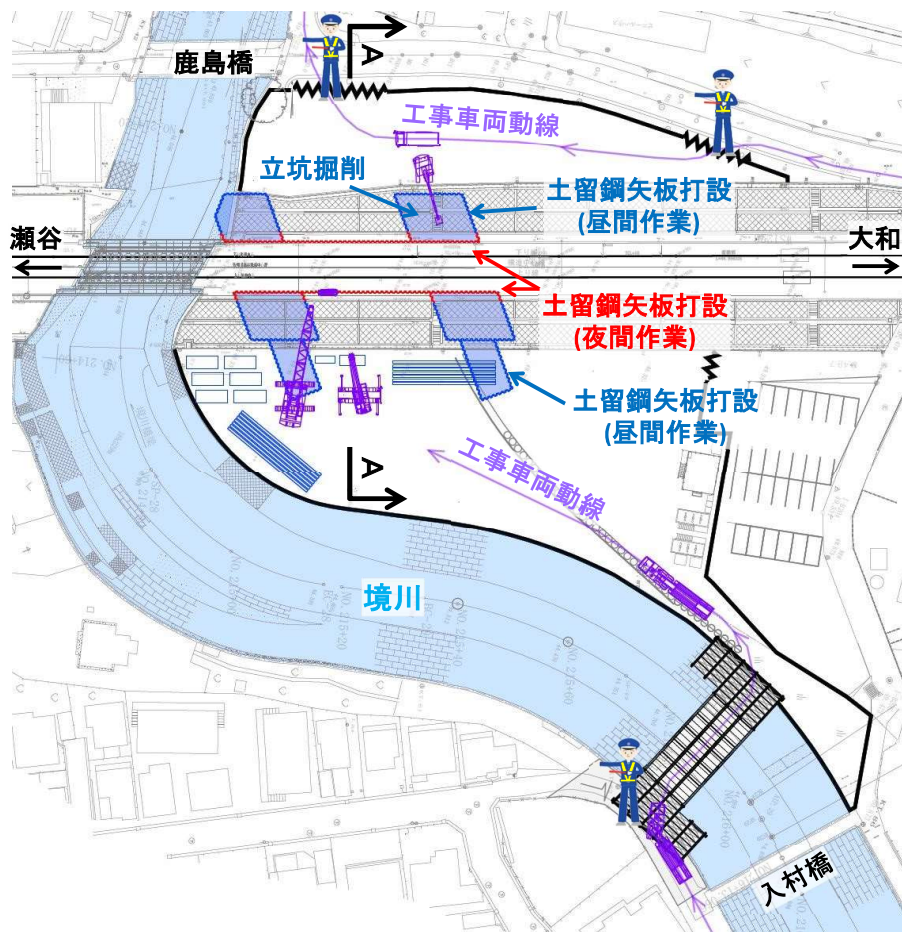 鹿島橋
A
工事車両動線
立坑掘削
土留鋼矢板打設
(昼間作業)
瀬谷
大和
土留鋼矢板打設
(夜間作業)
土留鋼矢板打設
(昼間作業)
A
工事車両動線
境川
入村橋